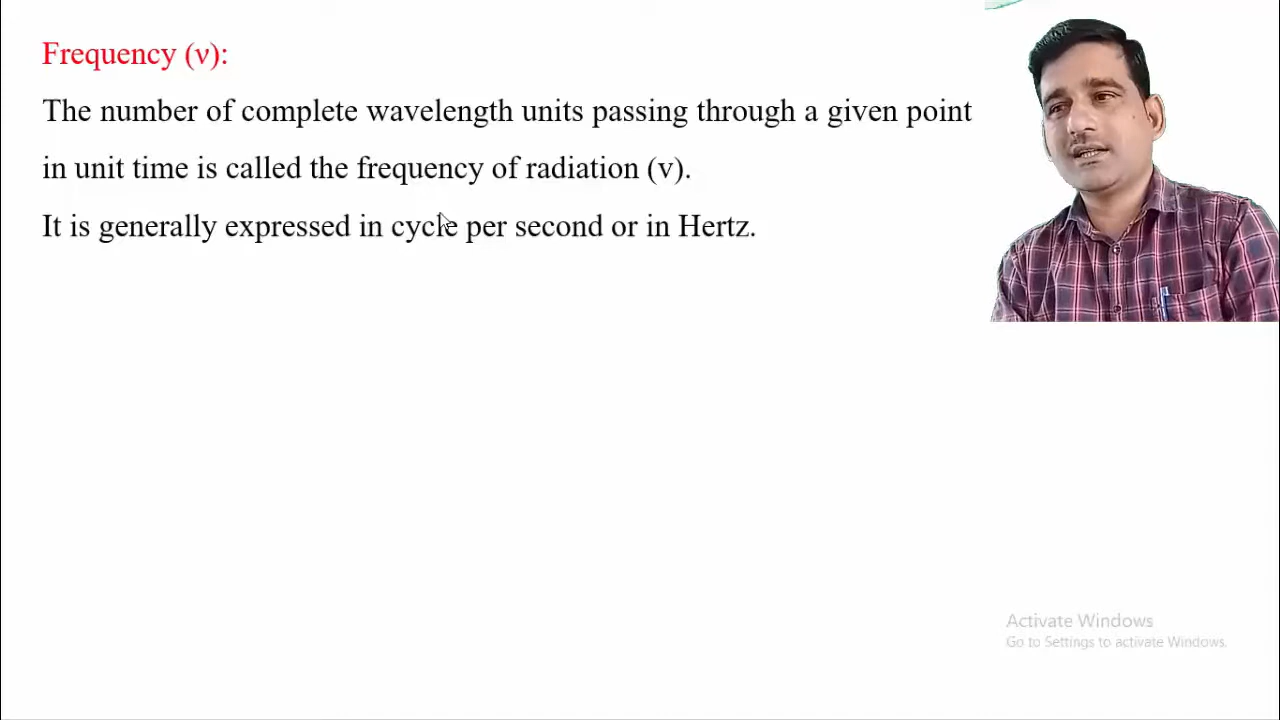 Frequency (ν):
The number of complete wavelength units passing through a given point
in unit time is called the frequency of radiation (ν).
It is generally expressed in cycle per second or in Hertz.
Activate Windows
Go to Settings to activate Windows.